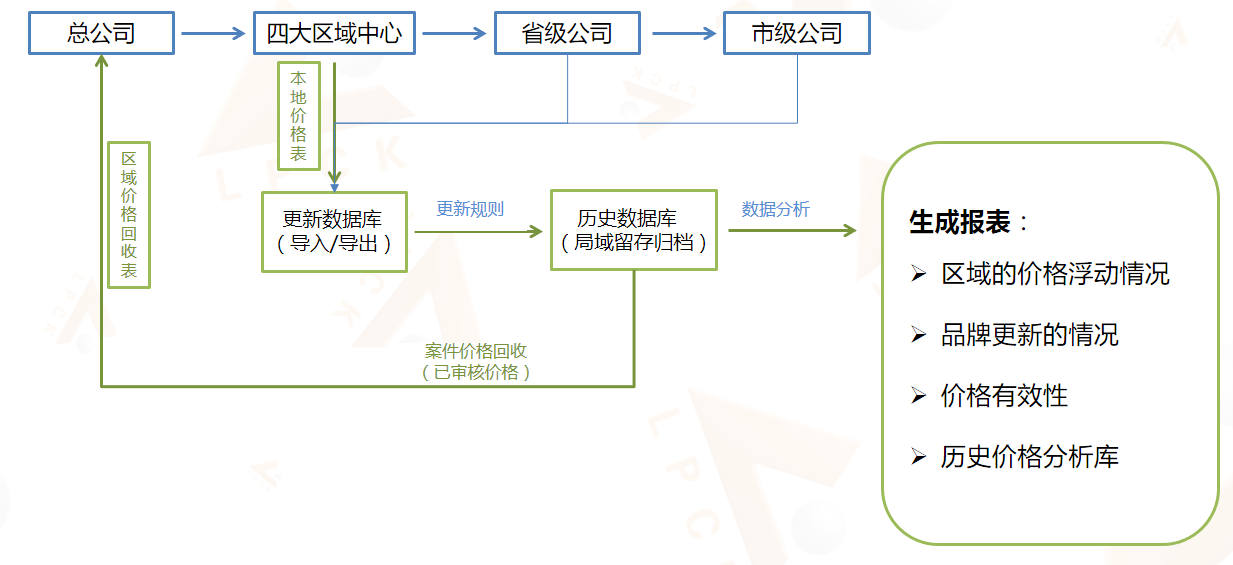 总公司
四大区域中心
省级公司
市级公司
本地价格表
区域价格回收表
更新数据库
（导入/导出）
更新规则
历史数据库
（局域留存归档）
数据分析
案件价格回收
（已审核价格）
生成报表：
➢ 区域的价格浮动情况
➢ 品牌更新的情况
➢ 价格有效性
➢ 历史价格分析库
LPCK
LPCK
LPCK
LPC